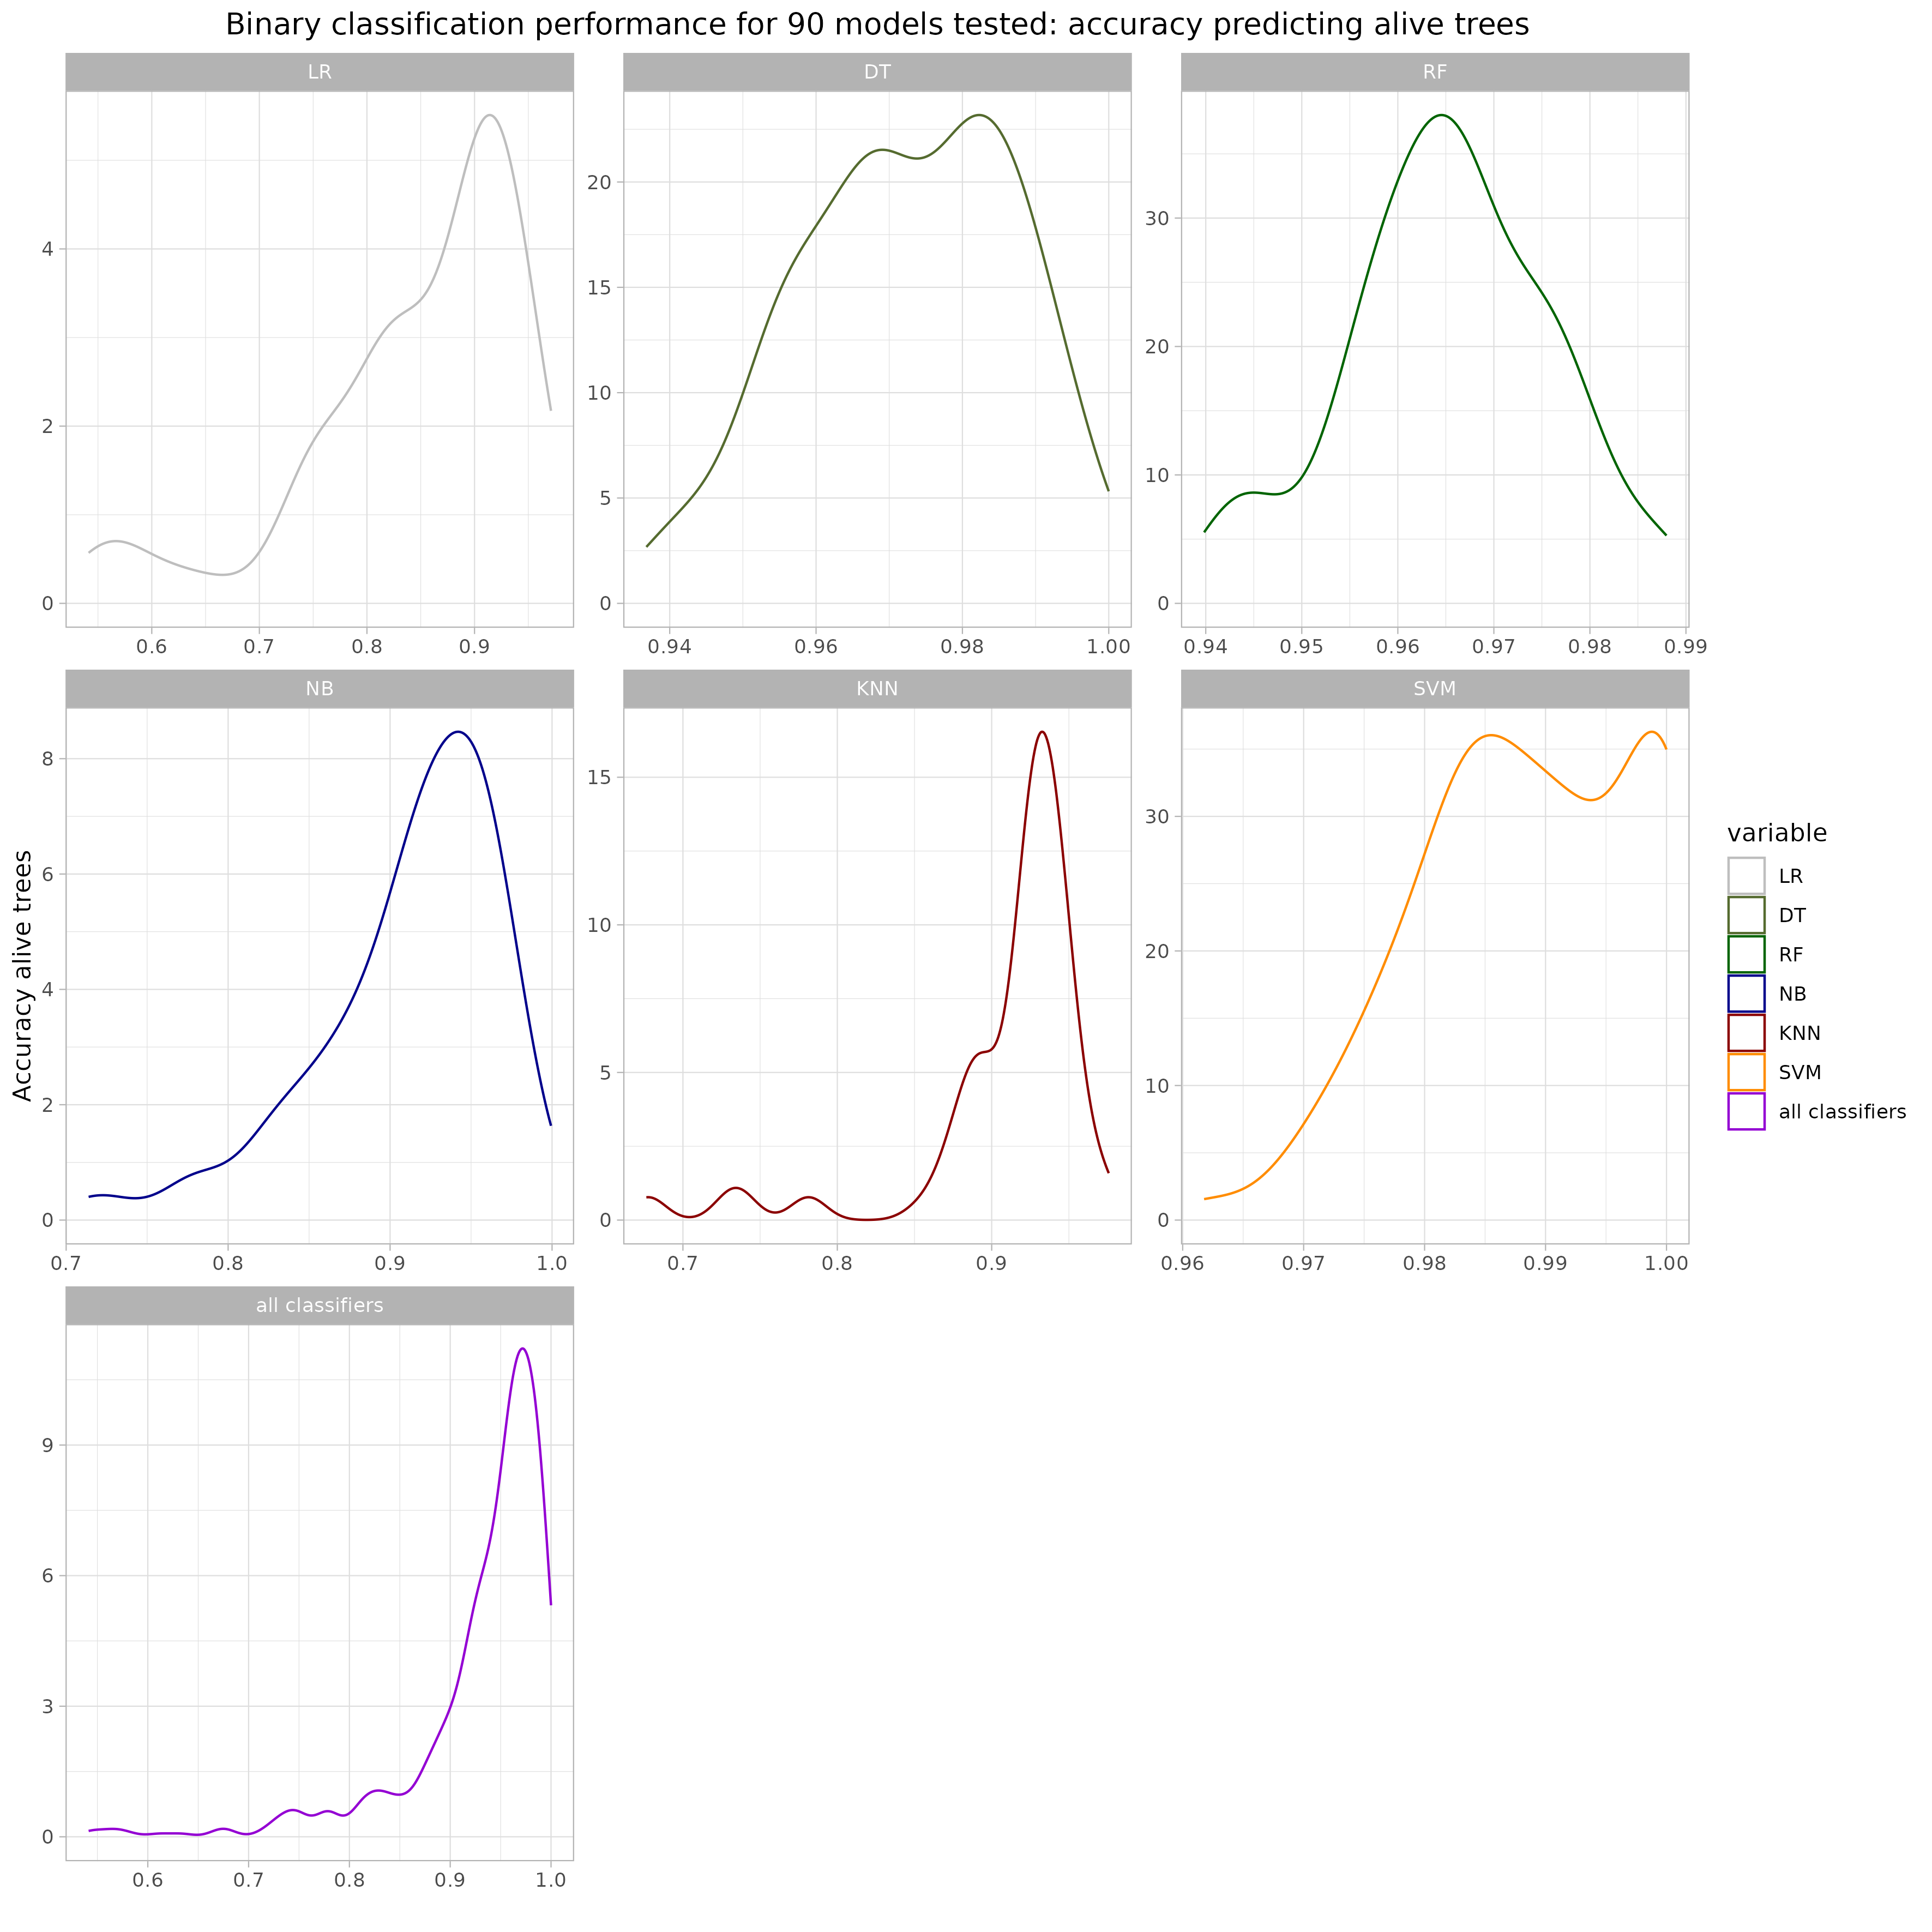 Binary classification performance for 90 models tested: accuracy predicting alive trees
LR
DT
RF
4
2
0
0.6 0.7 0.8 0.9
20
15
10
5
0
0.94 0.96 0.98 1.00
30
20
10
0
0.94 0.95 0.96 0.97 0.98 0.99
NB
KNN
SVM
8
6
4
2
0
0.7 0.8 0.9 1.0
15
10
5
0
0.7 0.8 0.9
30
20
10
0
0.96 0.97 0.98 0.99 1.00
all classifiers
9
6
3
0
0.6 0.7 0.8 0.9 1.0
Accuracy alive trees
variable
LR
DT
RF
NB
KNN
SVM
all classifiers